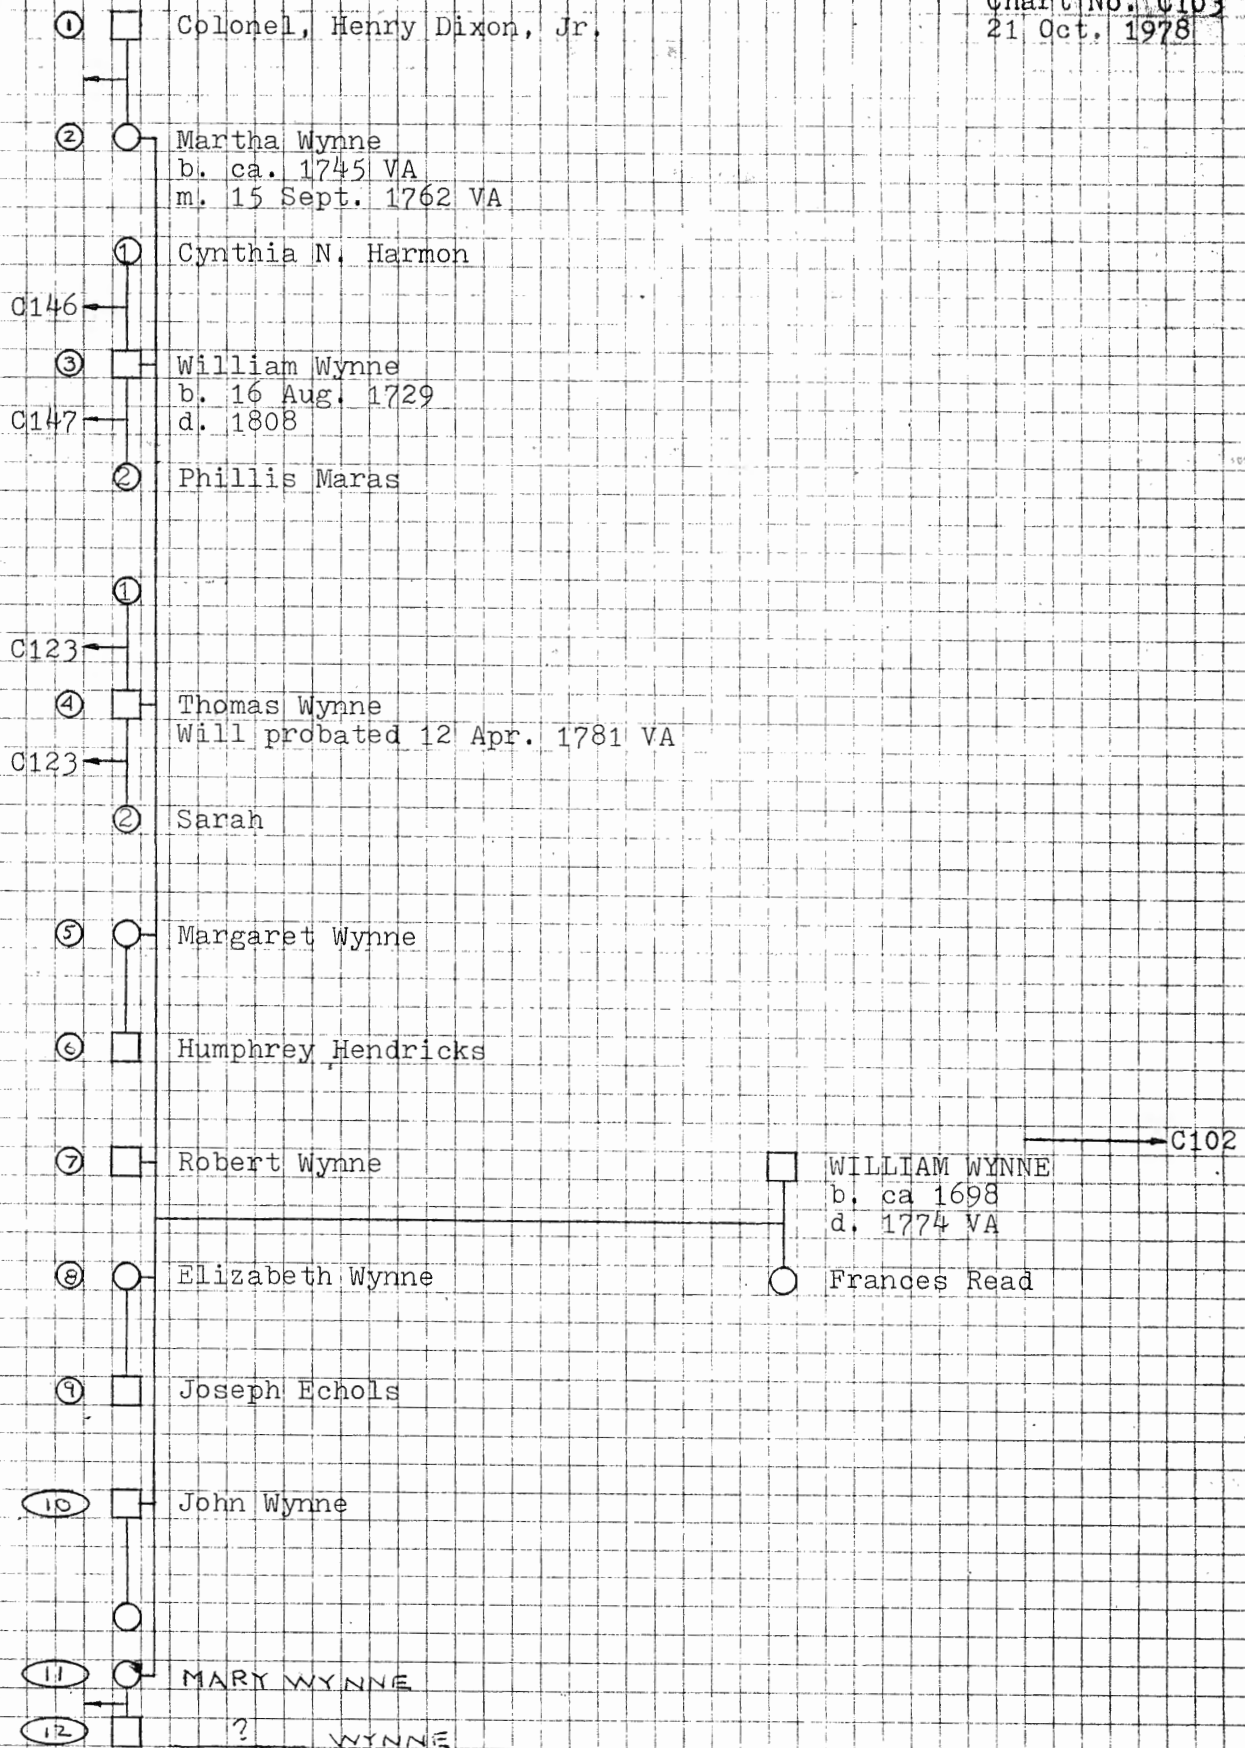 Chart No. C103
21 Oct. 1978
① Colonel, Henry Dixon, Jr.
② Martha Wynne
b. ca. 1745 VA
m. 15 Sept. 1762 VA
① Cynthia N. Harmon
C146
③ William Wynne
b. 16 Aug. 1729
C147 d. 1808
② Phillis Maras
①
C123
④ Thomas Wynne
Will probated 12 Apr. 1781 VA
C123
② Sarah
⑤ Margaret Wynne
⑥ Humphrey Hendricks
C102
⑦ Robert Wynne
WILLIAM WYNNE
b. ca 1698
d. 1774 VA
⑧ Elizabeth Wynne
Frances Read
⑨ Joseph Echols
10 John Wynne
11 MARY WYNNE
12 ? WYNNE